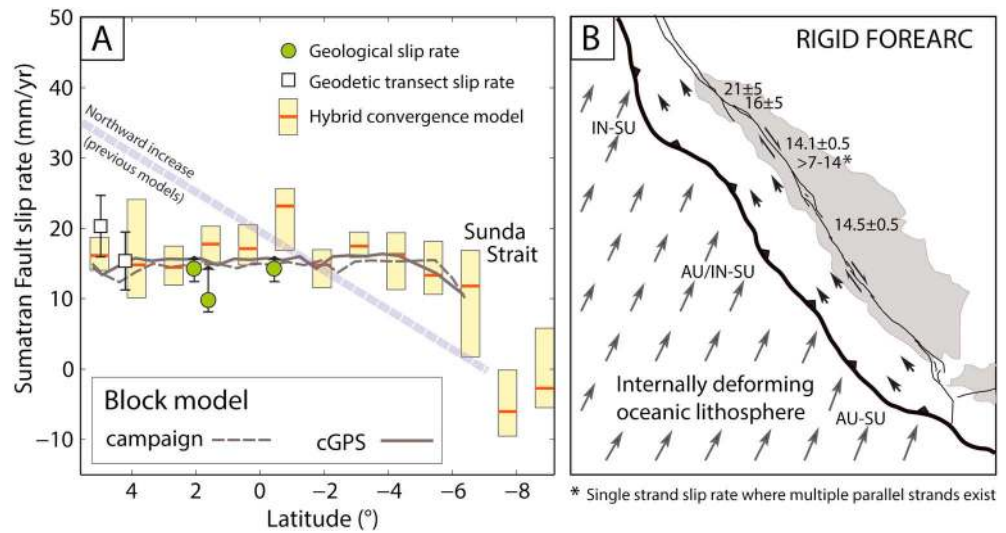 A
Geological slip rate
Geodetic transect slip rate
Hybrid convergence model
Northward increase
(previous models)
Sunda
Strait
Block model
campaign
cGPS
50
40
30
20
10
0
−10
Sumatran Fault slip rate (mm/yr)
4
2
0
−2
−4
−6
−8
Latitude (°)
B
RIGID FOREARC
21±5
16±5
IN-SU
14.1±0.5
>7-14*
14.5±0.5
AU/IN-SU
Internally deforming
oceanic lithosphere
AU-SU
* Single strand slip rate where multiple parallel strands exist